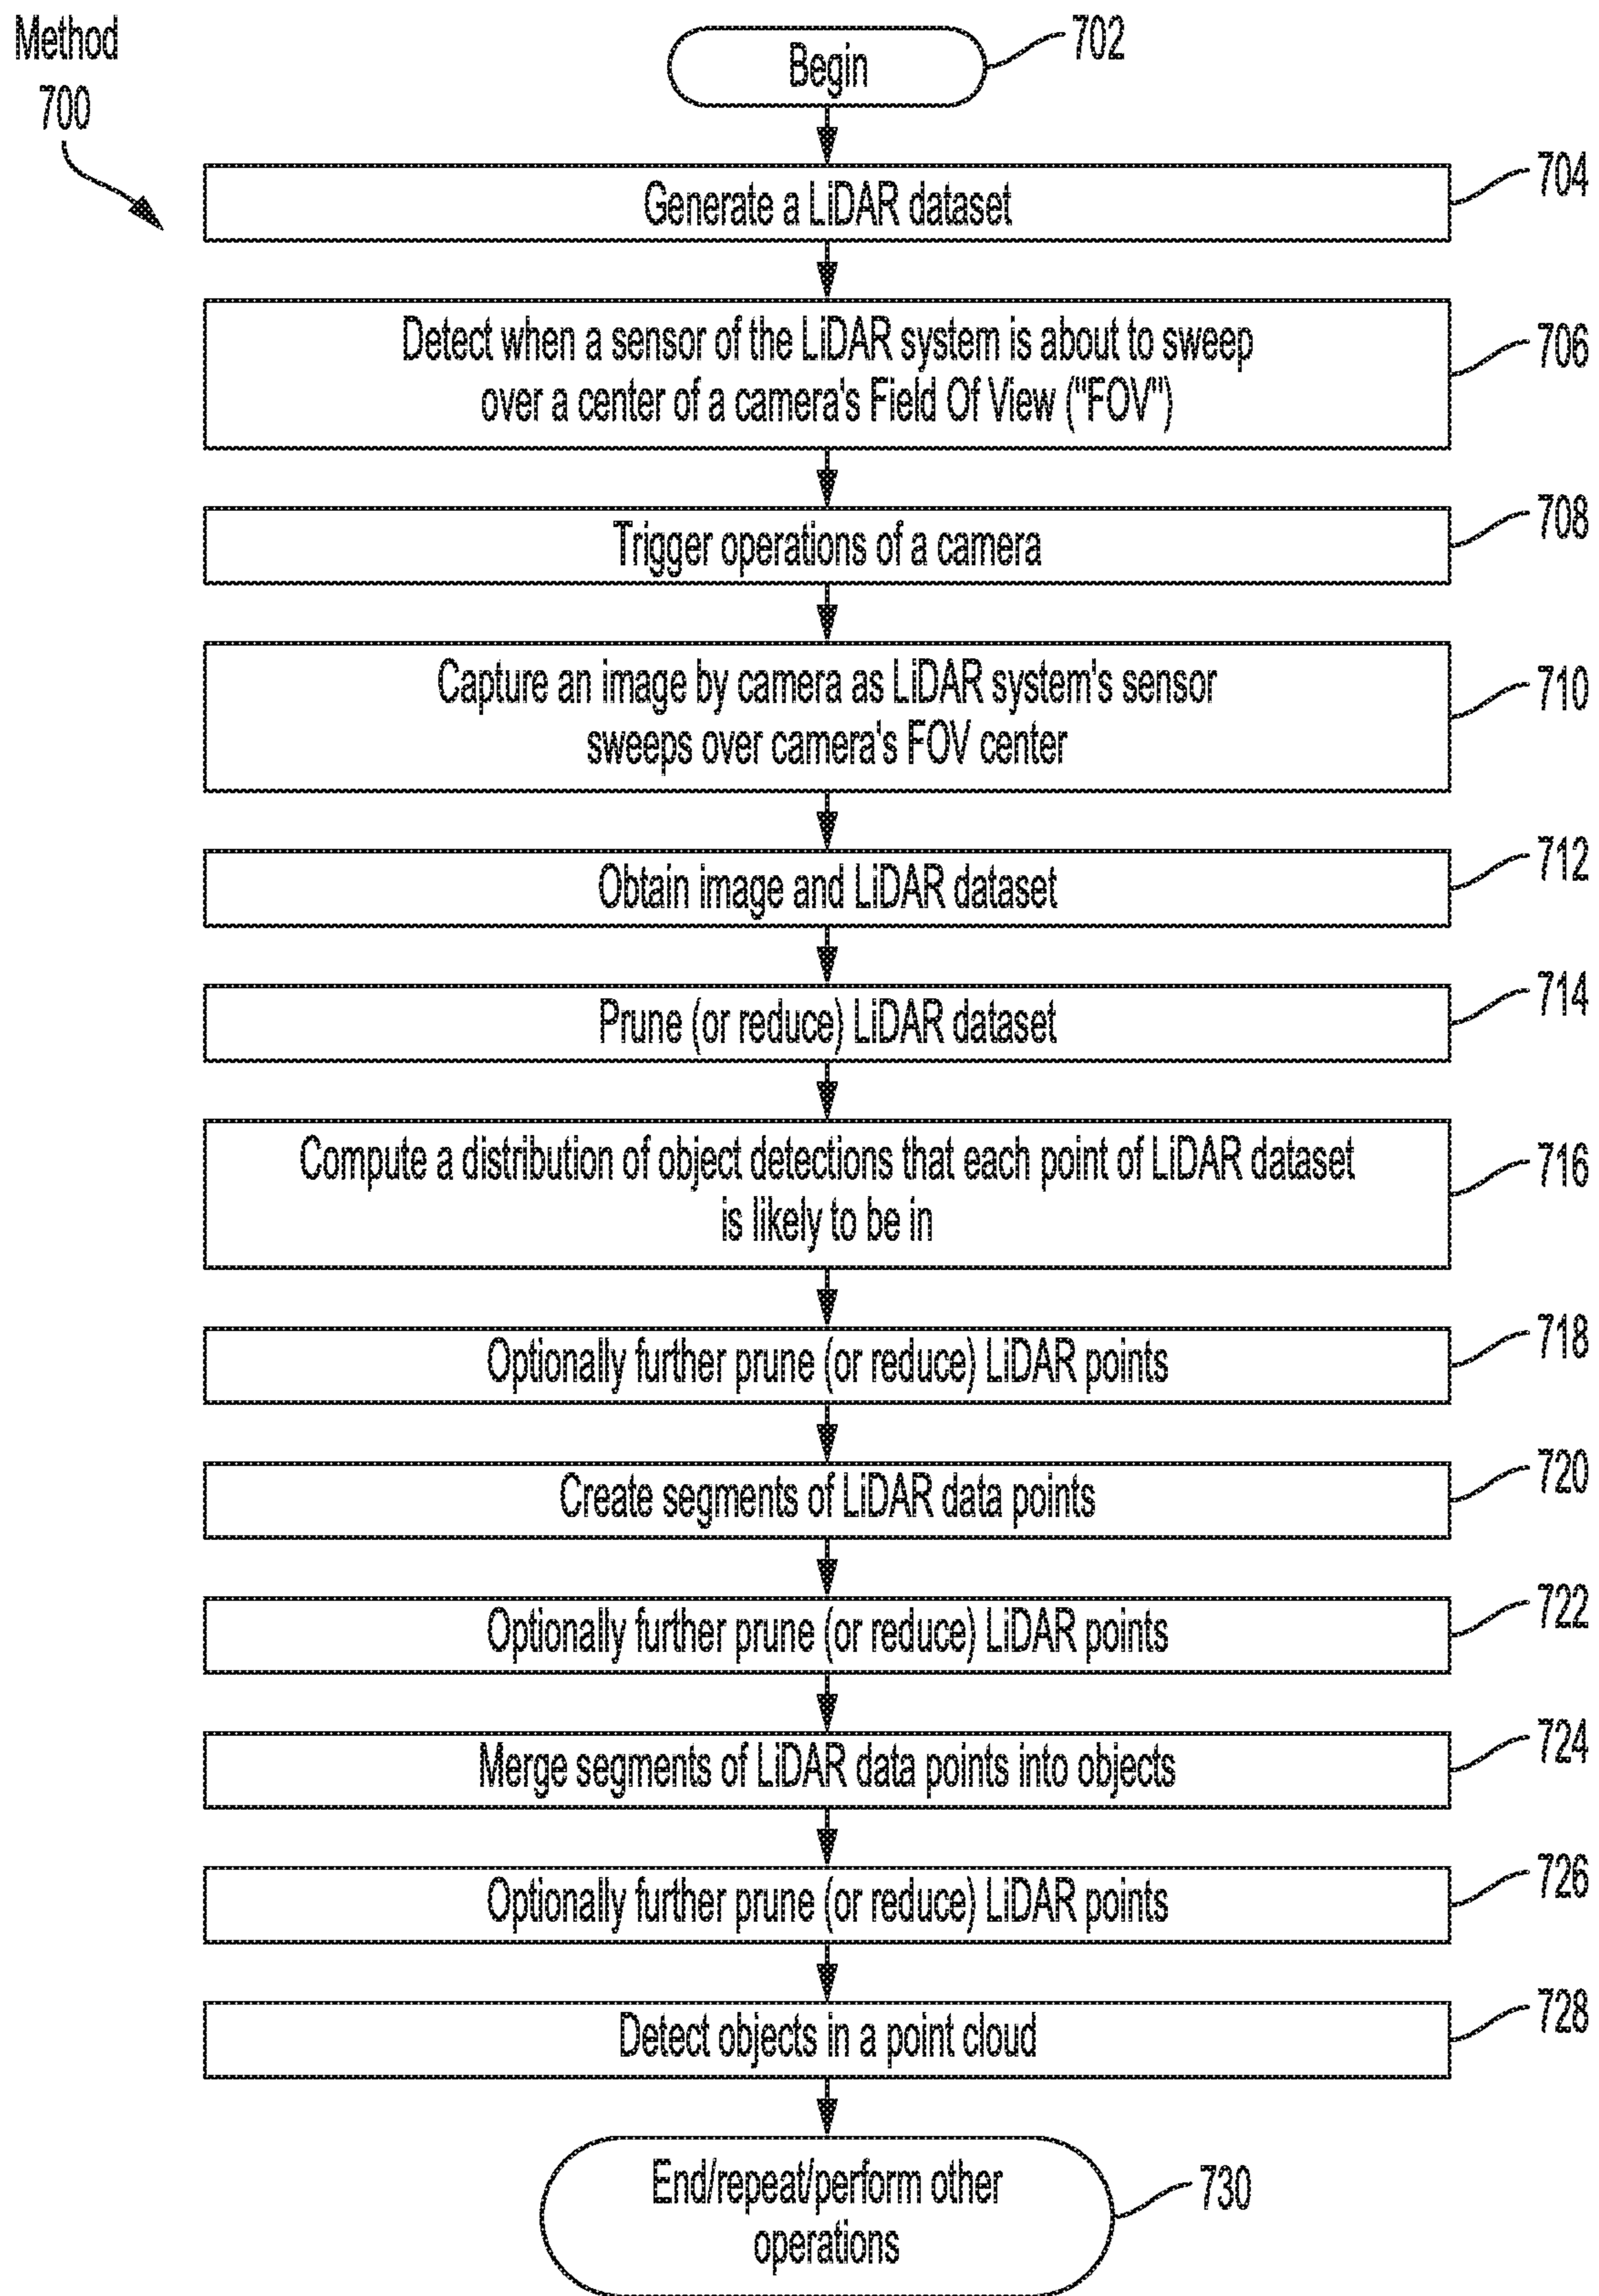 Method
700
Begin
702
Generate a LiDAR dataset
704
Detect when a sensor of the LiDAR system is about to sweep
over a center of a camera's Field Of View ("FOV")
706
Trigger operations of a camera
708
Capture an image by camera as LiDAR system's sensor
sweeps over camera's FOV center
710
Obtain image and LiDAR dataset
712
Prune (or reduce) LiDAR dataset
714
Compute a distribution of object detections that each point of LiDAR dataset
is likely to be in
716
Optionally further prune (or reduce) LiDAR points
718
Create segments of LiDAR data points
720
Optionally further prune (or reduce) LiDAR points
722
Merge segments of LiDAR data points into objects
724
Optionally further prune (or reduce) LiDAR points
726
Detect objects in a point cloud
728
End/repeat/perform other
operations
730